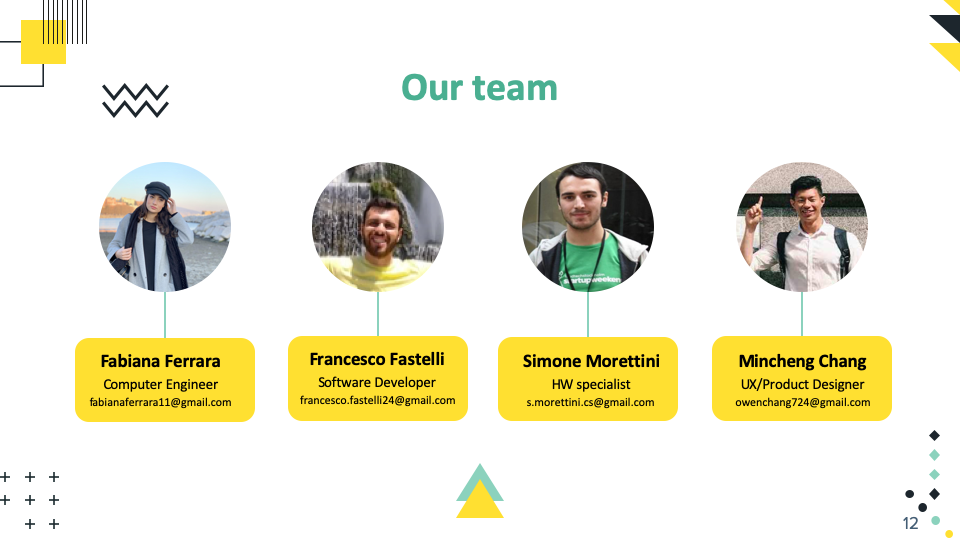 Our team
startupweeken
Fabiana Ferrara
Computer Engineer
fabianaferrara11@gmail.com
Francesco Fastelli
Software Developer
francesco.fastelli24@gmail.com
Simone Morettini
HW specialist
s.morettini.cs@gmail.com
Mincheng Chang
UX/Product Designer
owenchang724@gmail.com
12